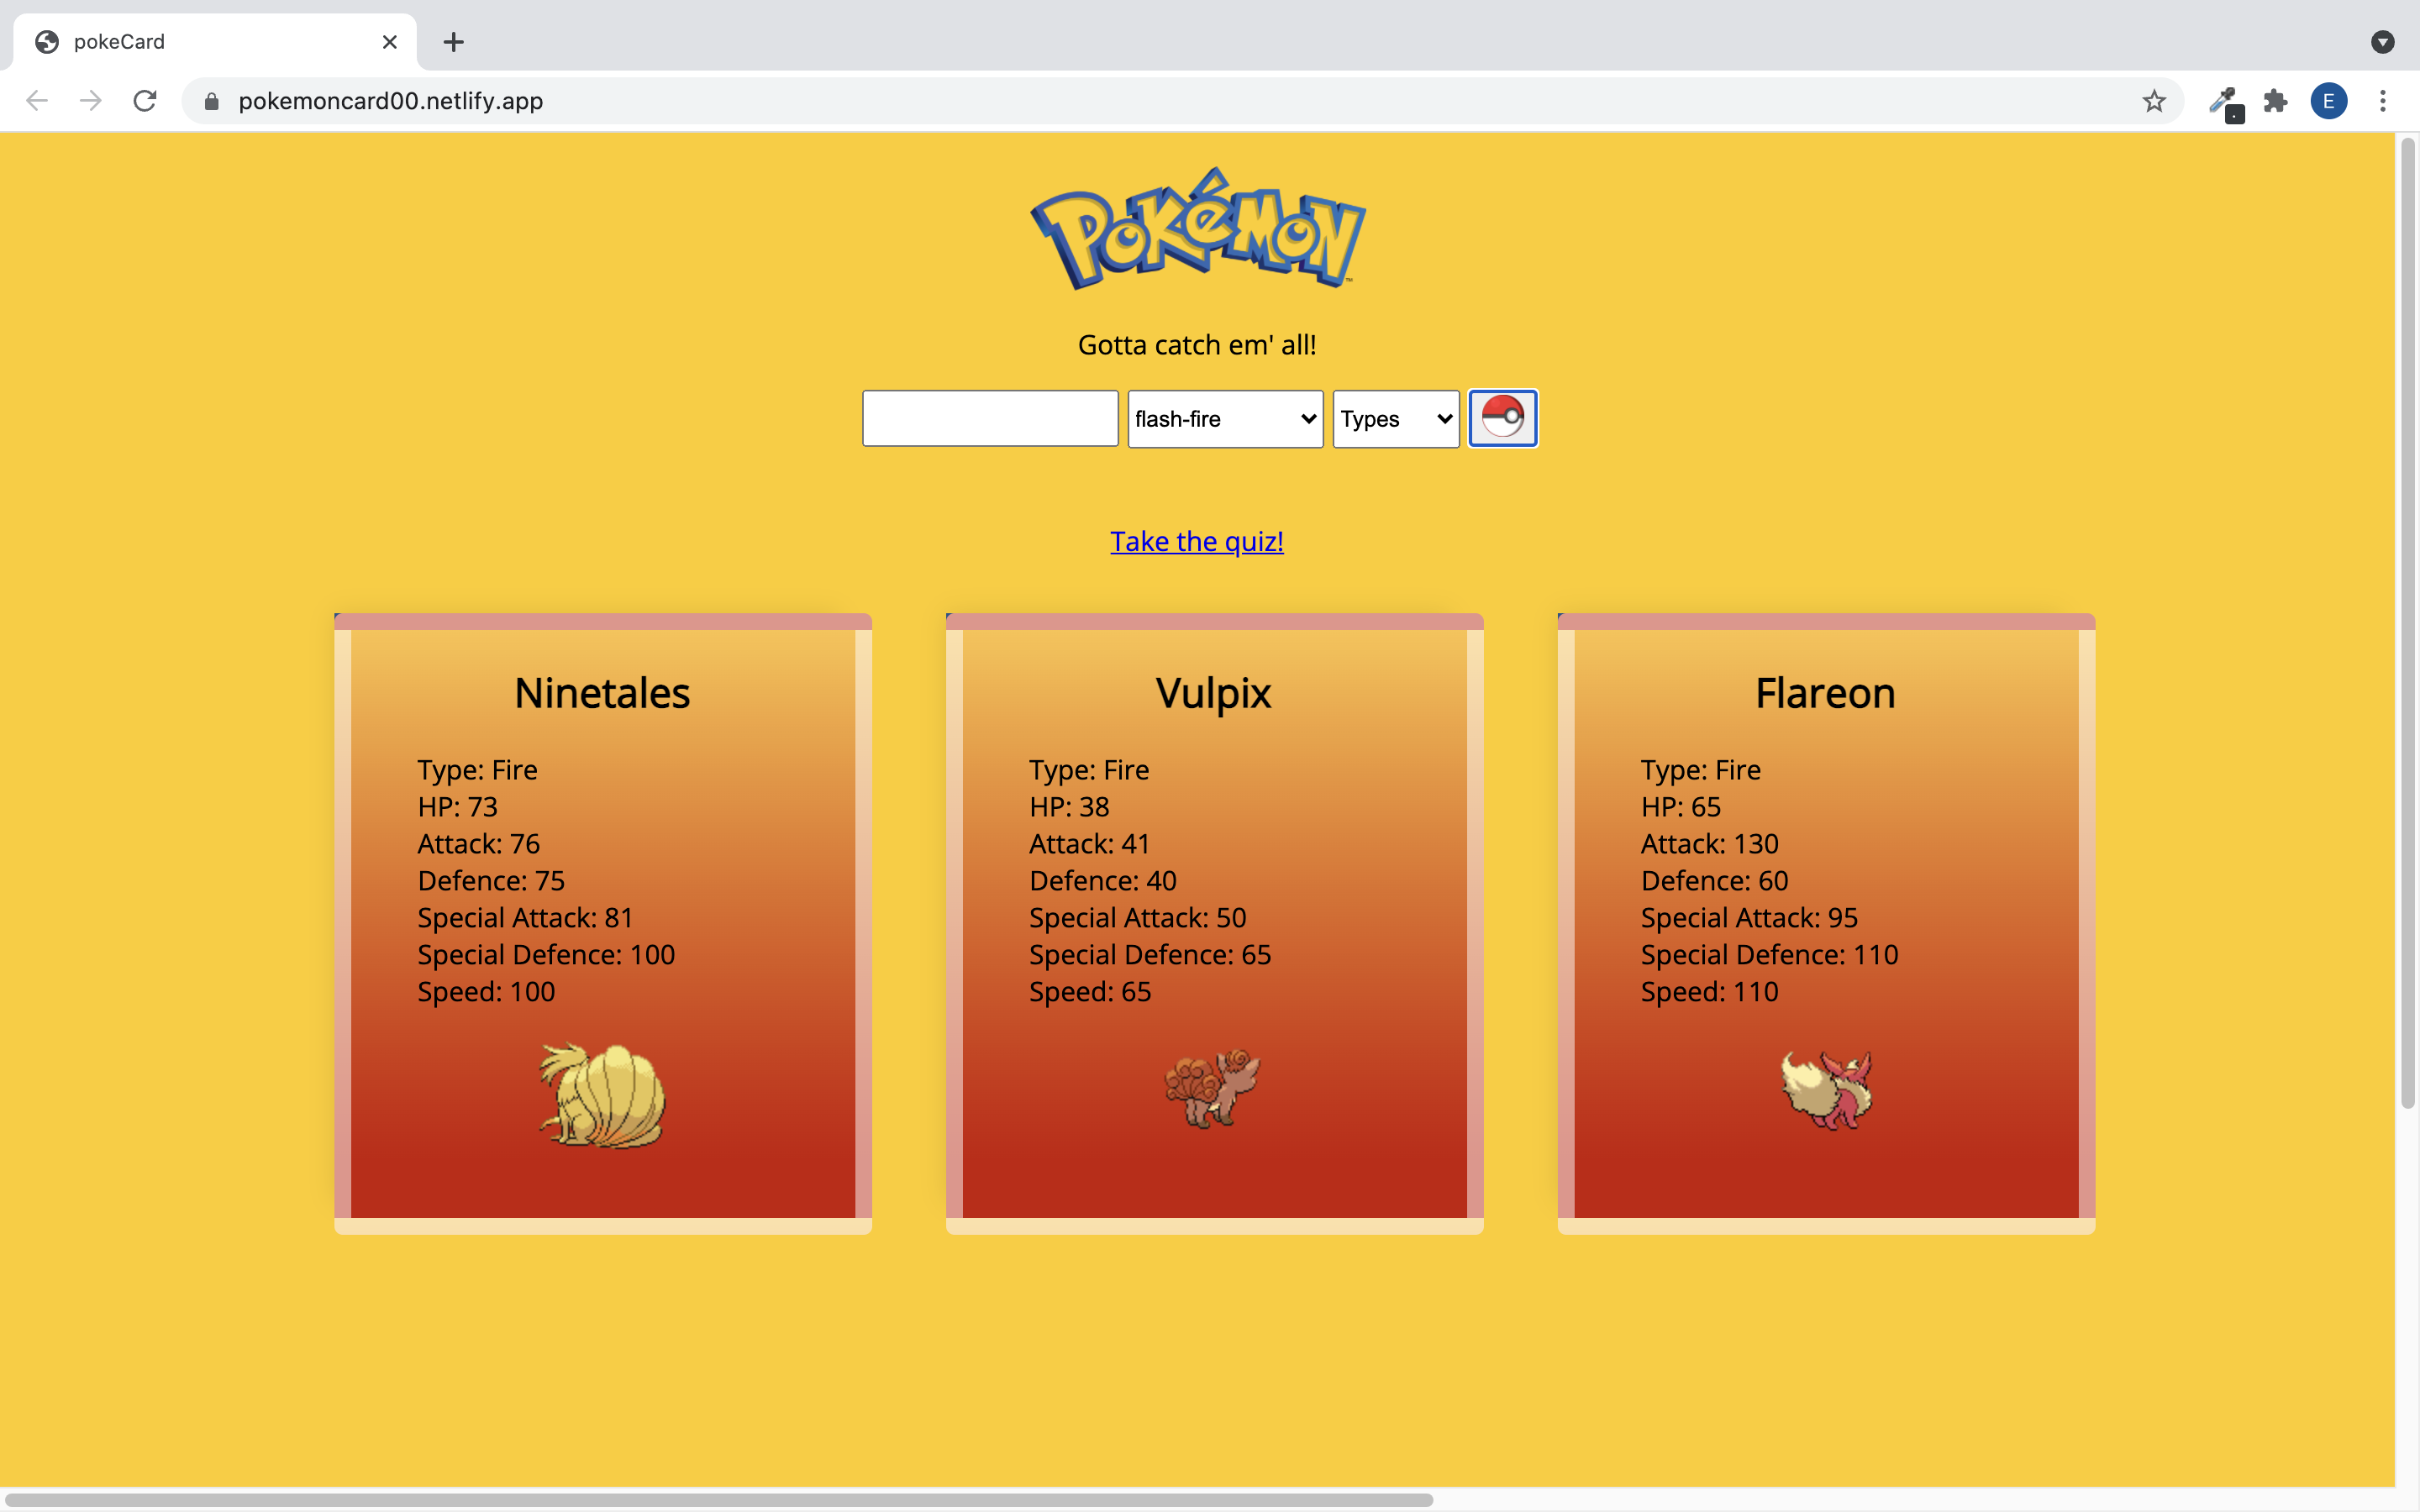 pokeCard
pokemoncard00.netlify.app
E
POKéMON
™
Gotta catch em' all!
flash-fire
Types
Take the quiz!
Ninetales
Type: Fire
HP: 73
Attack: 76
Defence: 75
Special Attack: 81
Special Defence: 100
Speed: 100
Vulpix
Type: Fire
HP: 38
Attack: 41
Defence: 40
Special Attack: 50
Special Defence: 65
Speed: 65
Flareon
Type: Fire
HP: 65
Attack: 130
Defence: 60
Special Attack: 95
Special Defence: 110
Speed: 110